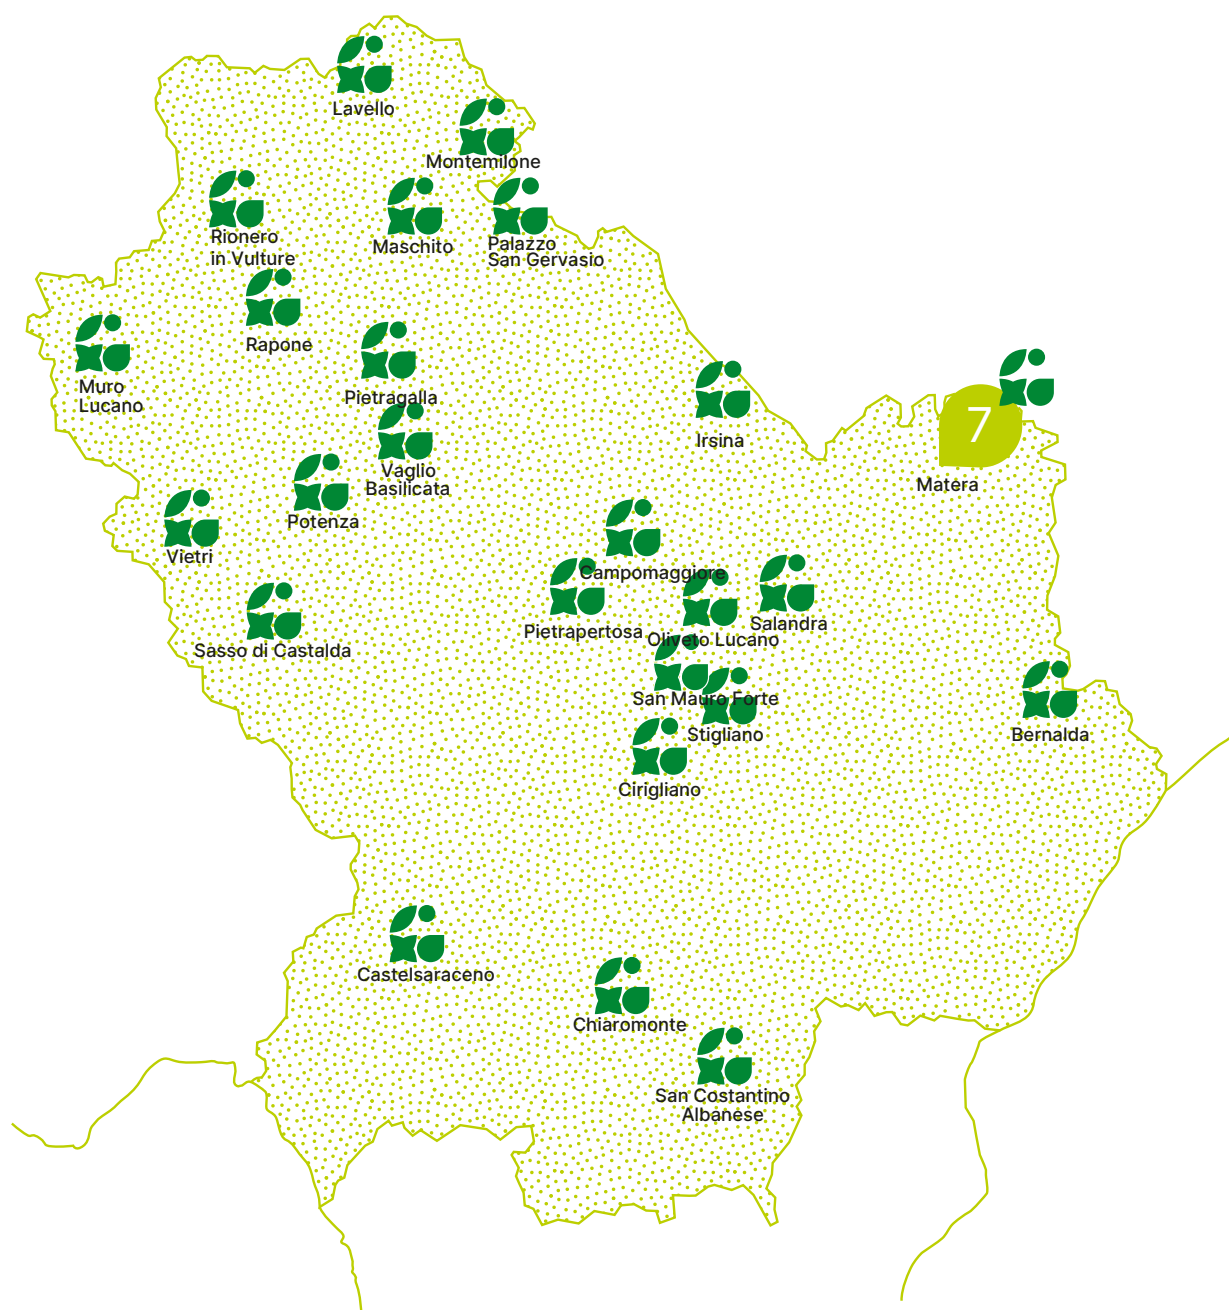 Lavello
Montemilone
Rionero
in Vulture
Maschito
Palazzo
San Gervasio
Rapone
Muro
Lucano
Pietragalla
Irsina
7
Matera
Vaglio
Basilicata
Potenza
Vietri
Campomaggiore
Pietrapertosa
Oliveto Lucano
Salandra
Sasso di Castalda
San Mauro Forte
Stigliano
Bernalda
Cirigliano
Castelsaraceno
Chiaromonte
San Costantino
Albanese